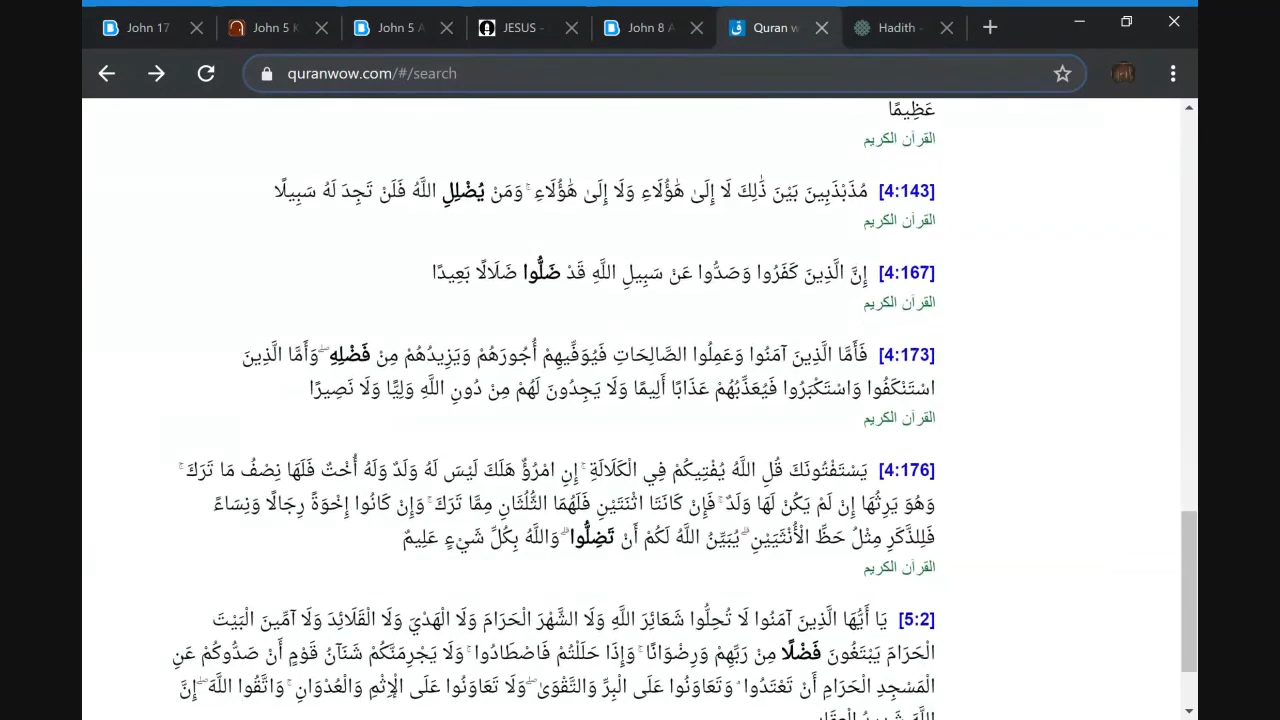 John 17
John 5 K
John 5 A
JESUS -
John 8 A
Quran w
Hadith -
quranwow.com/#/search
عَظِيمًا
القرآن الكريم
[4:143] مُذَبْذَبِينَ بَيْنَ ذَٰلِكَ لَا إِلَىٰ هَٰؤُلَاءِ وَلَا إِلَىٰ هَٰؤُلَاءِ ۚ وَمَنْ يُضْلِلِ اللَّهُ فَلَنْ تَجِدَ لَهُ سَبِيلًا
القرآن الكريم
[4:167] إِنَّ الَّذِينَ كَفَرُوا وَصَدُّوا عَنْ سَبِيلِ اللَّهِ قَدْ ضَلُّوا ضَلَالًا بَعِيدًا
القرآن الكريم
[4:173] فَأَمَّا الَّذِينَ آمَنُوا وَعَمِلُوا الصَّالِحَاتِ فَيُوَفِّيهِمْ أُجُورَهُمْ وَيَزِيدُهُمْ مِنْ فَضْلِهِ ۖ وَأَمَّا الَّذِينَ
اسْتَنْكَفُوا وَاسْتَكْبَرُوا فَيُعَذِّبُهُمْ عَذَابًا أَلِيمًا وَلَا يَجِدُونَ لَهُمْ مِنْ دُونِ اللَّهِ وَلِيًّا وَلَا نَصِيرًا
القرآن الكريم
[4:176] يَسْتَفْتُونَكَ قُلِ اللَّهُ يُفْتِيكُمْ فِي الْكَلَالَةِ ۚ إِنِ امْرُؤٌ هَلَكَ لَيْسَ لَهُ وَلَدٌ وَلَهُ أُخْتٌ فَلَهَا نِصْفُ مَا تَرَكَ ۚ
وَهُوَ يَرِثُهَا إِنْ لَمْ يَكُنْ لَهَا وَلَدٌ ۚ فَإِنْ كَانَتَا اثْنَتَيْنِ فَلَهُمَا الثُّلُثَانِ مِمَّا تَرَكَ ۚ وَإِنْ كَانُوا إِخْوَةً رِجَالًا وَنِسَاءً
فَلِلذَّكَرِ مِثْلُ حَظِّ الْأُنْثَيَيْنِ ۗ يُبَيِّنُ اللَّهُ لَكُمْ أَنْ تَضِلُّوا ۗ وَاللَّهُ بِكُلِّ شَيْءٍ عَلِيمٌ
القرآن الكريم
[5:2] يَا أَيُّهَا الَّذِينَ آمَنُوا لَا تُحِلُّوا شَعَائِرَ اللَّهِ وَلَا الشَّهْرَ الْحَرَامَ وَلَا الْهَدْيَ وَلَا الْقَلَائِدَ وَلَا آمِّينَ الْبَيْتَ
الْحَرَامَ يَبْتَغُونَ فَضْلًا مِنْ رَبِّهِمْ وَرِضْوَانًا ۚ وَإِذَا حَلَلْتُمْ فَاصْطَادُوا ۚ وَلَا يَجْرِمَنَّكُمْ شَنَآنُ قَوْمٍ أَنْ صَدُّوكُمْ عَنِ
الْمَسْجِدِ الْحَرَامِ أَنْ تَعْتَدُوا ۘ وَتَعَاوَنُوا عَلَى الْبِرِّ وَالتَّقْوَىٰ ۖ وَلَا تَعَاوَنُوا عَلَى الْإِثْمِ وَالْعُدْوَانِ ۚ وَاتَّقُوا اللَّهَ ۖ إِنَّ